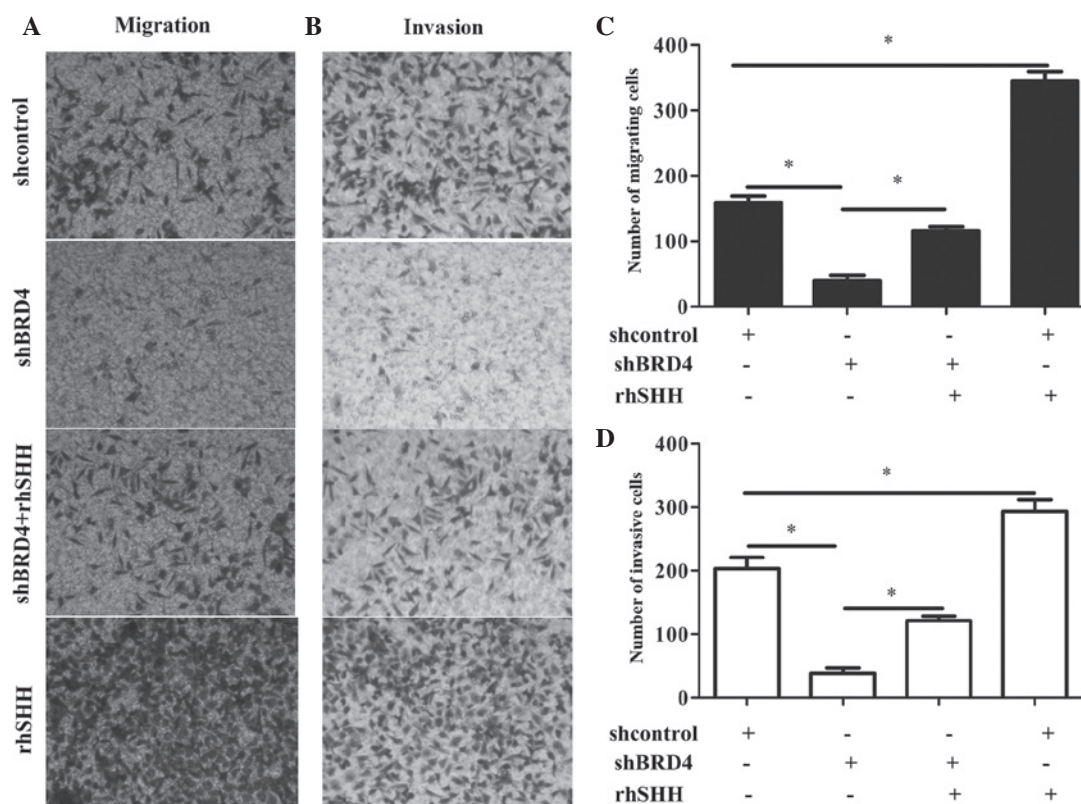 A Migration B Invasion
shcontrol
shBRD4
shBRD4+rhSHH
rhSHH
C
Number of migrating cells
400
300
200
100
0
*
*
*
shcontrol + - - +
shBRD4 - + + -
rhSHH - - + +
D
Number of invasive cells
400
300
200
100
0
*
*
*
shcontrol + - - +
shBRD4 - + + -
rhSHH - - + +